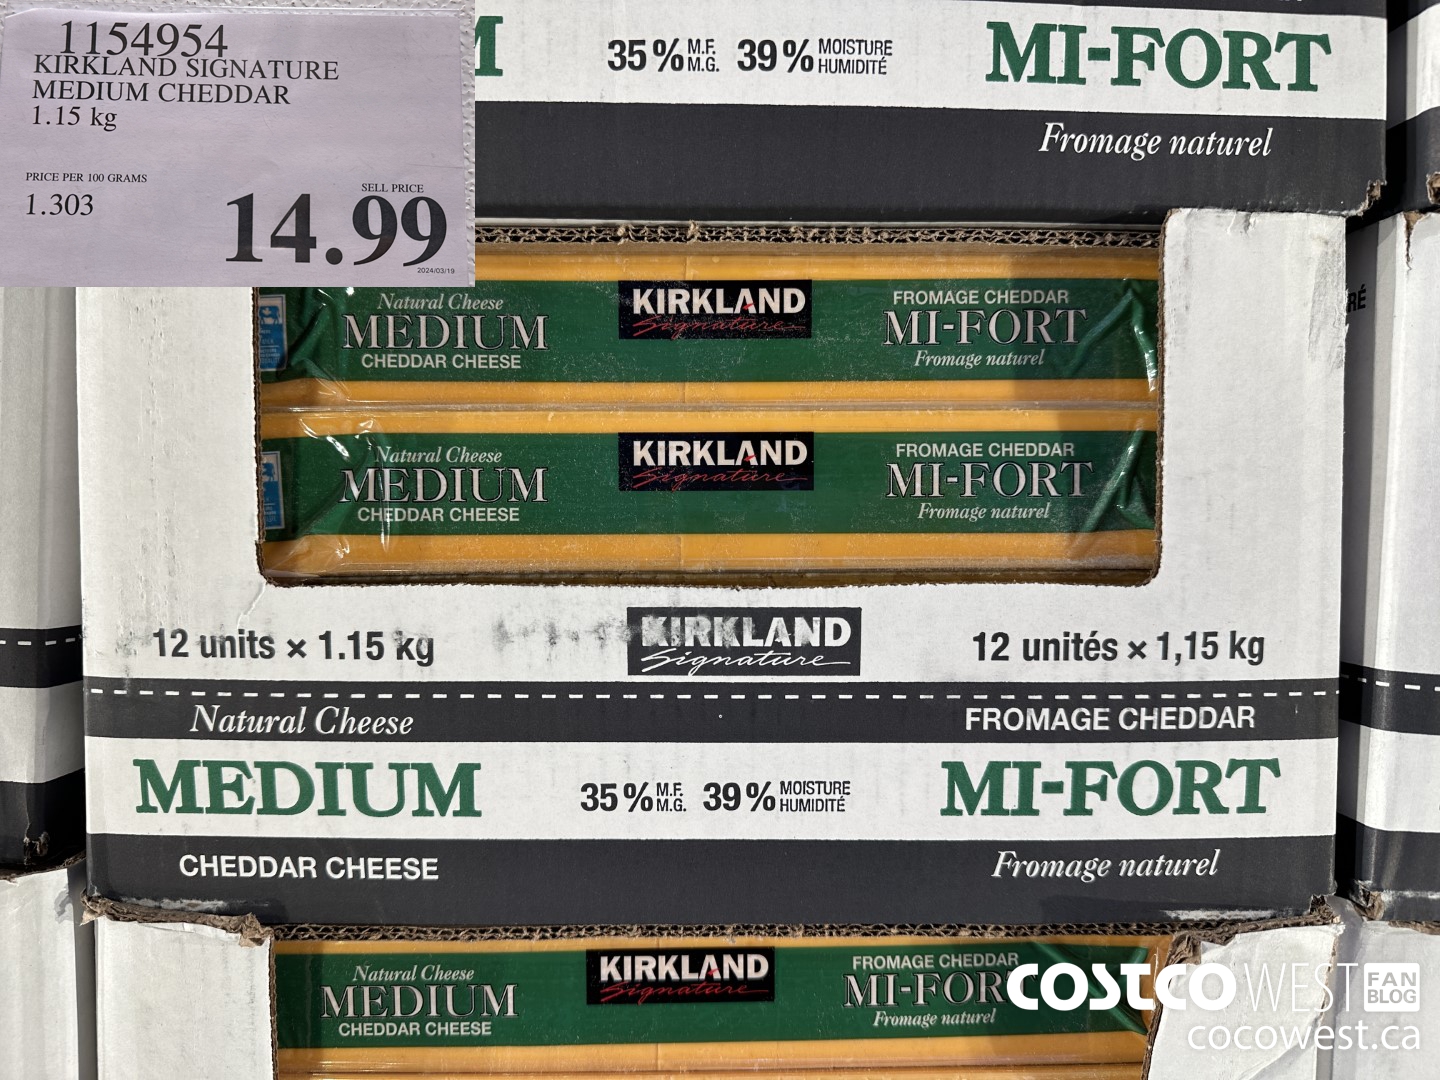 1154954
KIRKLAND SIGNATURE
MEDIUM CHEDDAR
1.15 kg
PRICE PER 100 GRAMS
1.303
SELL PRICE
14.99
2024/03/19
35% M.F. M.G. 39% MOISTURE HUMIDITÉ
MI-FORT
Fromage naturel
Natural Cheese
MEDIUM
CHEDDAR CHEESE
KIRKLAND
Signature
FROMAGE CHEDDAR
MI-FORT
Fromage naturel
Natural Cheese
MEDIUM
CHEDDAR CHEESE
KIRKLAND
Signature
FROMAGE CHEDDAR
MI-FORT
Fromage naturel
12 units × 1.15 kg
KIRKLAND
Signature
12 unités × 1,15 kg
Natural Cheese
FROMAGE CHEDDAR
MEDIUM
35% M.F. M.G. 39% MOISTURE HUMIDITÉ
MI-FORT
CHEDDAR CHEESE
Fromage naturel
Natural Cheese
MEDIUM
CHEDDAR CHEESE
KIRKLAND
Signature
FROMAGE CHEDDAR
MI-FOR
Fromage naturel
COSTCO WEST FAN BLOG
cocowest.ca